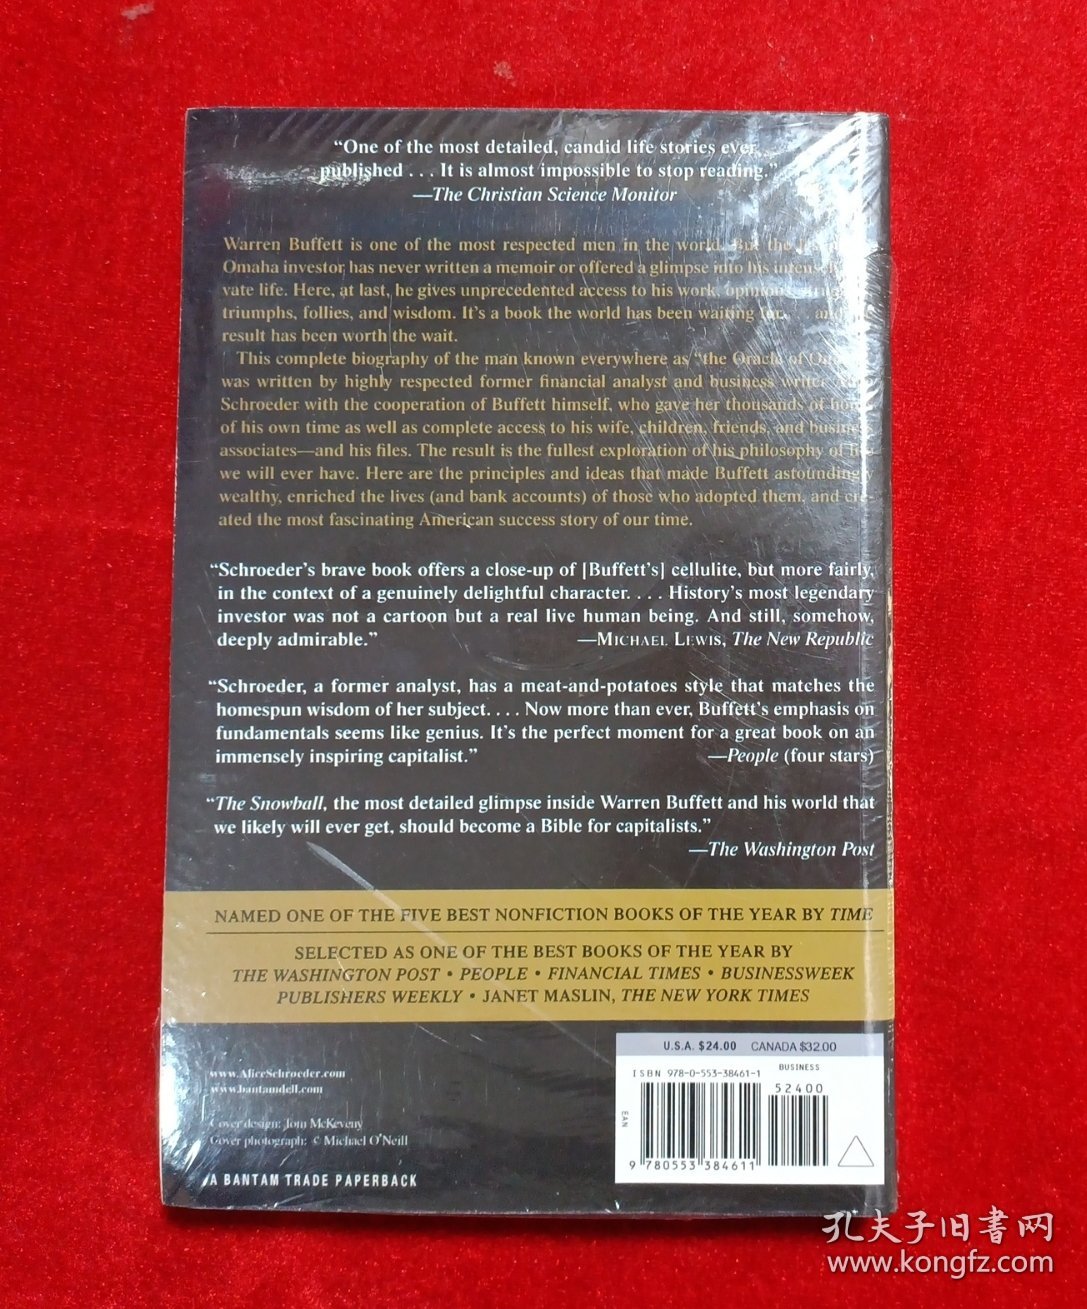 “One of the most detailed, candid life stories ever
published . . . It is almost impossible to stop reading.”
—The Christian Science Monitor
Warren Buffett is one of the most respected men in the world. But the
Omaha investor has never written a memoir or offered a glimpse into his
vate life. Here, at last, he gives unprecedented access to his work,
triumphs, follies, and wisdom. It’s a book the world has been waiting for. . . . and
result has been worth the wait.
This complete biography of the man known everywhere as “the Oracle of
was written by highly respected former financial analyst and business writer
Schroeder with the cooperation of Buffett himself, who gave her thousands of
of his own time as well as complete access to his wife, children, friends, and
associates—and his files. The result is the fullest exploration of his philosophy of
we will ever have. Here are the principles and ideas that made Buffett
wealthy, enriched the lives (and bank accounts) of those who adopted them, and cre-
ated the most fascinating American success story of our time.
“Schroeder’s brave book offers a close-up of [Buffett’s] cellulite, but more fairly,
in the context of a genuinely delightful character. . . . History’s most legendary
investor was not a cartoon but a real live human being. And still, somehow,
deeply admirable.” —MICHAEL LEWIS, The New Republic
“Schroeder, a former analyst, has a meat-and-potatoes style that matches the
homespun wisdom of her subject. . . . Now more than ever, Buffett’s emphasis on
fundamentals seems like genius. It’s the perfect moment for a great book on an
immensely inspiring capitalist.” —People (four stars)
“The Snowball, the most detailed glimpse inside Warren Buffett and his world that
we likely will ever get, should become a Bible for capitalists.”
—The Washington Post
NAMED ONE OF THE FIVE BEST NONFICTION BOOKS OF THE YEAR BY TIME
SELECTED AS ONE OF THE BEST BOOKS OF THE YEAR BY
THE WASHINGTON POST • PEOPLE • FINANCIAL TIMES • BUSINESSWEEK
PUBLISHERS WEEKLY • JANET MASLIN, THE NEW YORK TIMES
www.AliceSchroeder.com
www.bantamdell.com
Cover design: Tom McKeveny
Cover photograph: © Michael O’Neill
A BANTAM TRADE PAPERBACK
U.S.A. $24.00 CANADA $32.00
BUSINESS
ISBN 978-0-553-38461-1
52400
EAN
9 780553 384611
孔夫子旧書网
www.kongfz.com